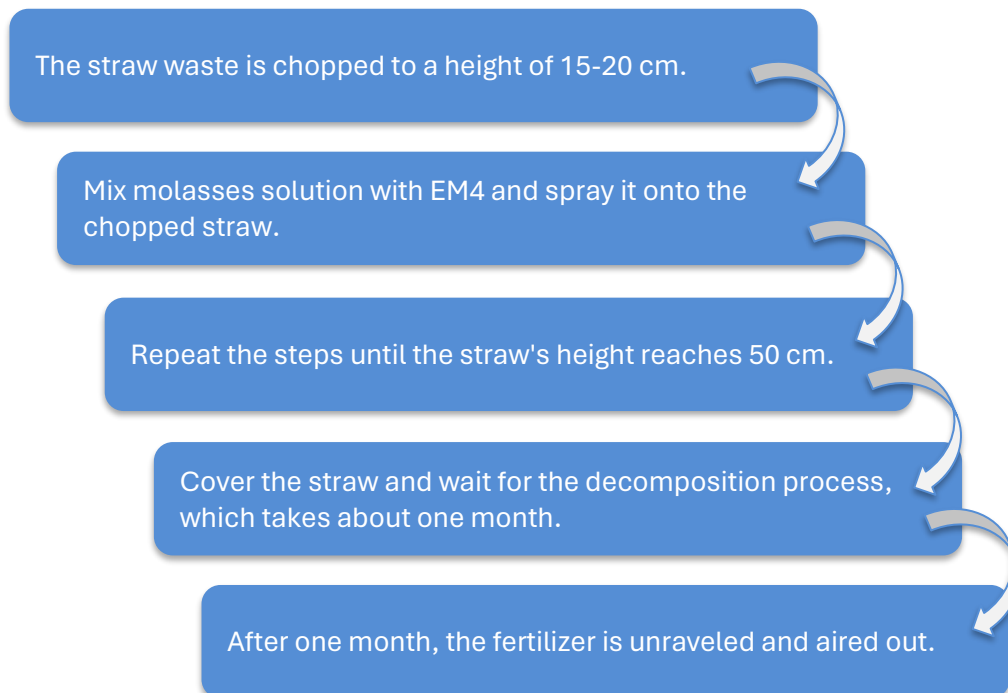 The straw waste is chopped to a height of 15-20 cm.
Mix molasses solution with EM4 and spray it onto the
chopped straw.
Repeat the steps until the straw's height reaches 50 cm.
Cover the straw and wait for the decomposition process,
which takes about one month.
After one month, the fertilizer is unraveled and aired out.